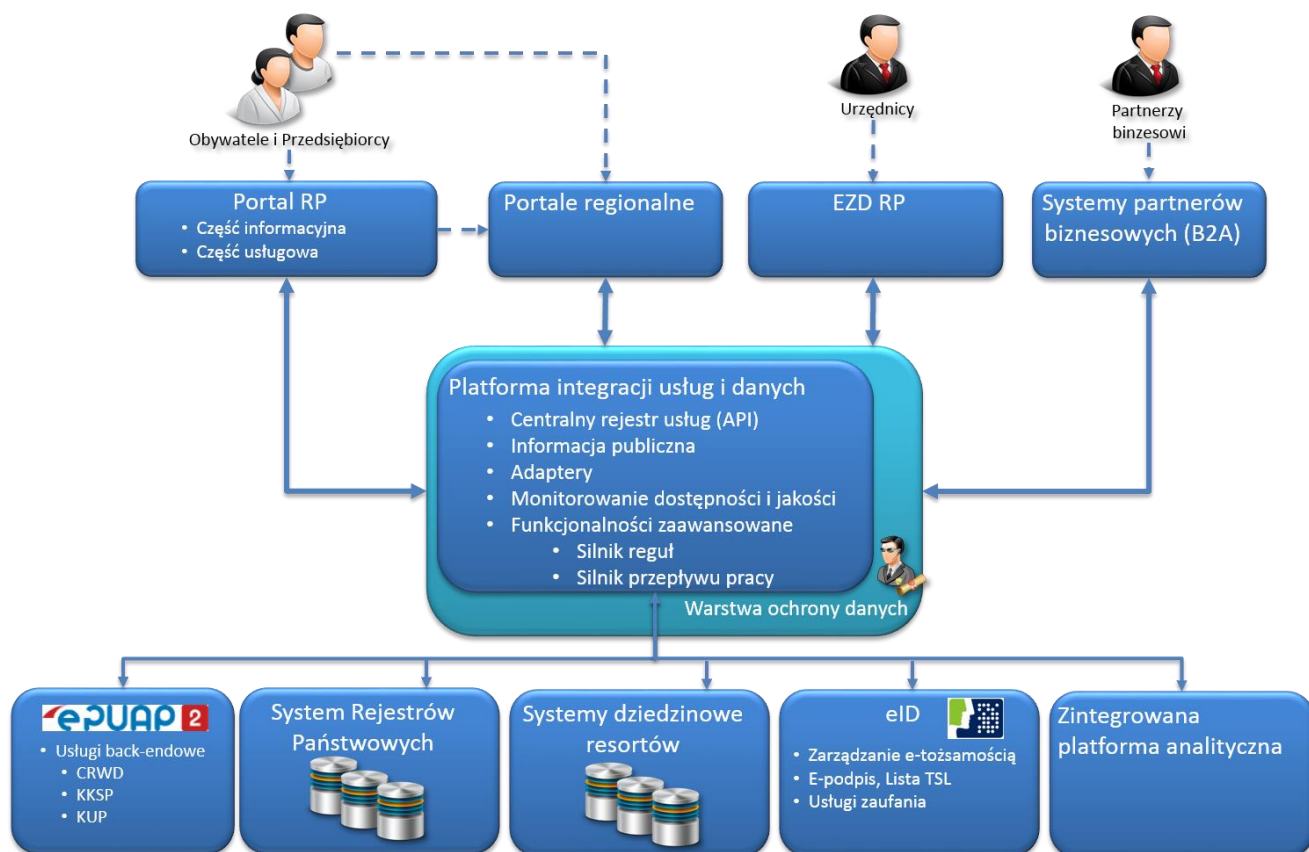 Obywatele i Przedsiębiorcy
Urzędnicy
Partnerzy
binzesowi
Portal RP
• Część informacyjna
• Część usługowa
Portale regionalne
EZD RP
Systemy partnerów
biznesowych (B2A)
Platforma integracji usług i danych
• Centralny rejestr usług (API)
• Informacja publiczna
• Adaptery
• Monitorowanie dostępności i jakości
• Funkcjonalności zaawansowane
• Silnik reguł
• Silnik przepływu pracy
Warstwa ochrony danych
ePUAP 2
• Usługi back-endowe
• CRWD
• KKSP
• KUP
System Rejestrów
Państwowych
Systemy dziedzinowe
resortów
eID
• Zarządzanie e-tożsamością
• E-podpis, Lista TSL
• Usługi zaufania
Zintegrowana
platforma analityczna